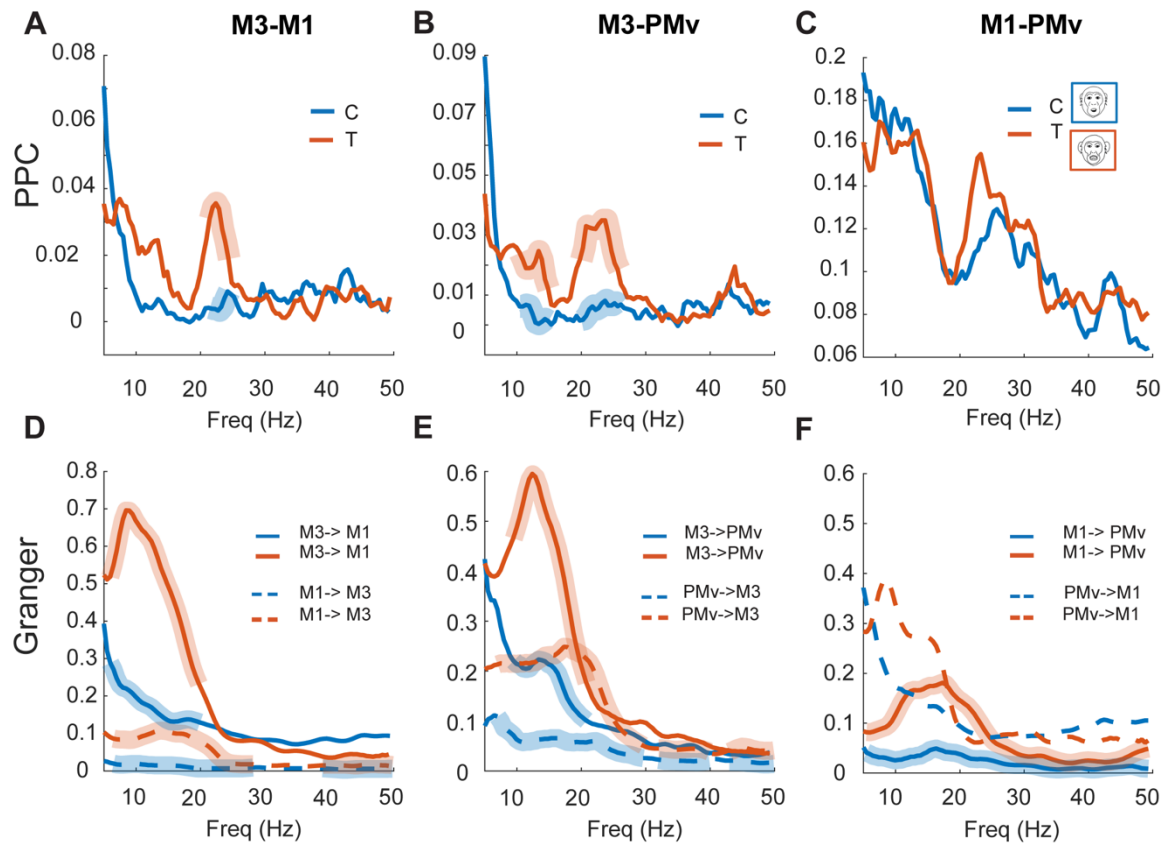 A
M3-M1
B
M3-PMv
C
M1-PMv
PPC
0.08
0.06
0.04
0.02
0
C
T
10 20 30 40 50
Freq (Hz)
0.09
0.07
0.05
0.03
0.01
0
C
T
10 20 30 40 50
Freq (Hz)
0.2
0.18
0.16
0.14
0.12
0.1
0.08
0.06
C
T
10 20 30 40 50
Freq (Hz)
D
E
F
Granger
0.8
0.7
0.6
0.5
0.4
0.3
0.2
0.1
0
M3-> M1
M3-> M1
M1-> M3
M1-> M3
10 20 30 40 50
Freq (Hz)
0.6
0.5
0.4
0.3
0.2
0.1
0
M3->PMv
M3->PMv
PMv->M3
PMv->M3
10 20 30 40 50
Freq (Hz)
0.6
0.5
0.4
0.3
0.2
0.1
0
M1-> PMv
M1-> PMv
PMv->M1
PMv->M1
10 20 30 40 50
Freq (Hz)